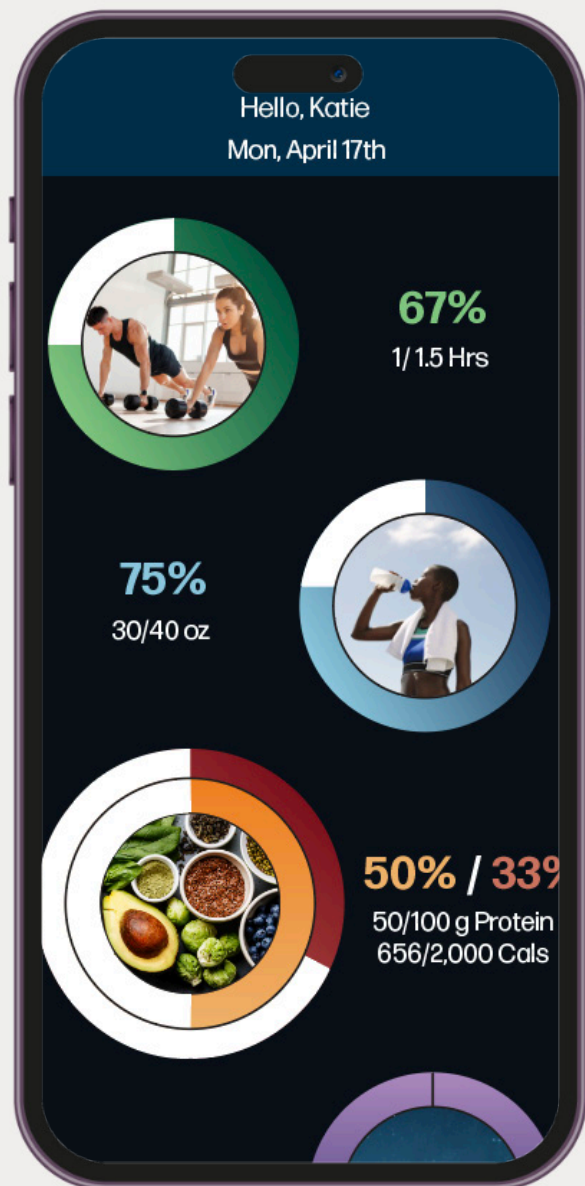 Hello, Katie
Mon, April 17th
67%
1/ 1.5 Hrs
75%
30/40 oz
50% / 33%
50/100 g Protein
656/2,000 Cals